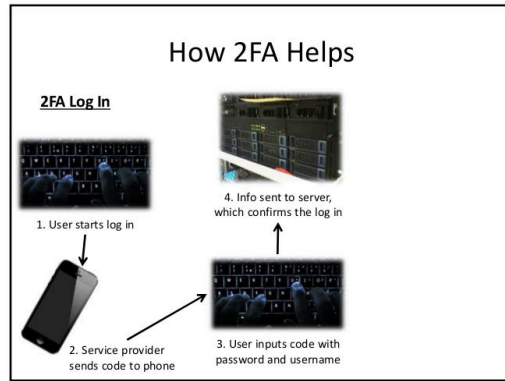 How 2FA Helps
2FA Log In
1. User starts log in
2. Service provider
sends code to phone
3. User inputs code with
password and username
4. Info sent to server,
which confirms the log in